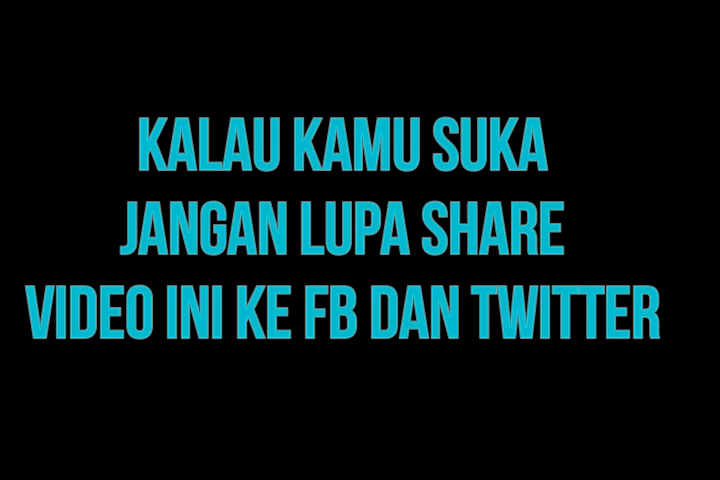 KALAU KAMU SUKA
JANGAN LUPA SHARE
VIDEO INI KE FB DAN TWITTER